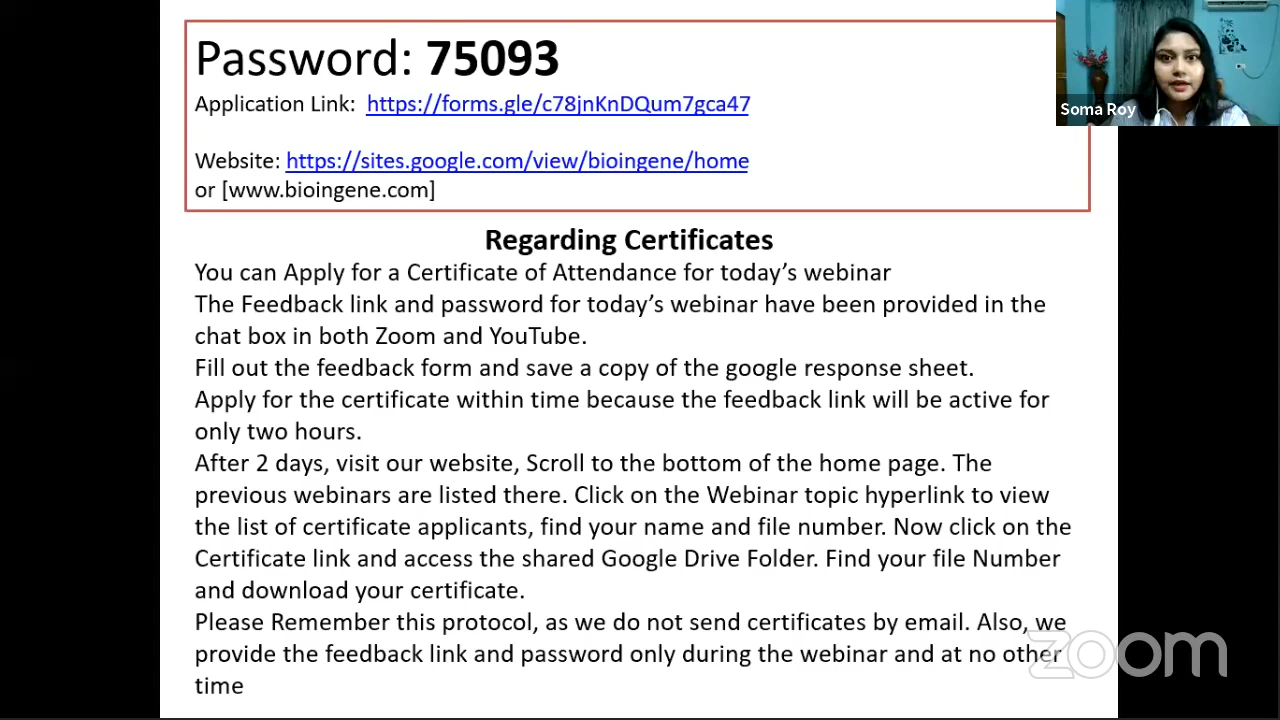 Password: 75093
Application Link: https://forms.gle/c78jnKnDQum7gca47
Website: https://sites.google.com/view/bioingene/home
or [www.bioingene.com]
Soma Roy
Regarding Certificates
You can Apply for a Certificate of Attendance for today’s webinar
The Feedback link and password for today’s webinar have been provided in the
chat box in both Zoom and YouTube.
Fill out the feedback form and save a copy of the google response sheet.
Apply for the certificate within time because the feedback link will be active for
only two hours.
After 2 days, visit our website, Scroll to the bottom of the home page. The
previous webinars are listed there. Click on the Webinar topic hyperlink to view
the list of certificate applicants, find your name and file number. Now click on the
Certificate link and access the shared Google Drive Folder. Find your file Number
and download your certificate.
Please Remember this protocol, as we do not send certificates by email. Also, we
provide the feedback link and password only during the webinar and at no other
time
zoom